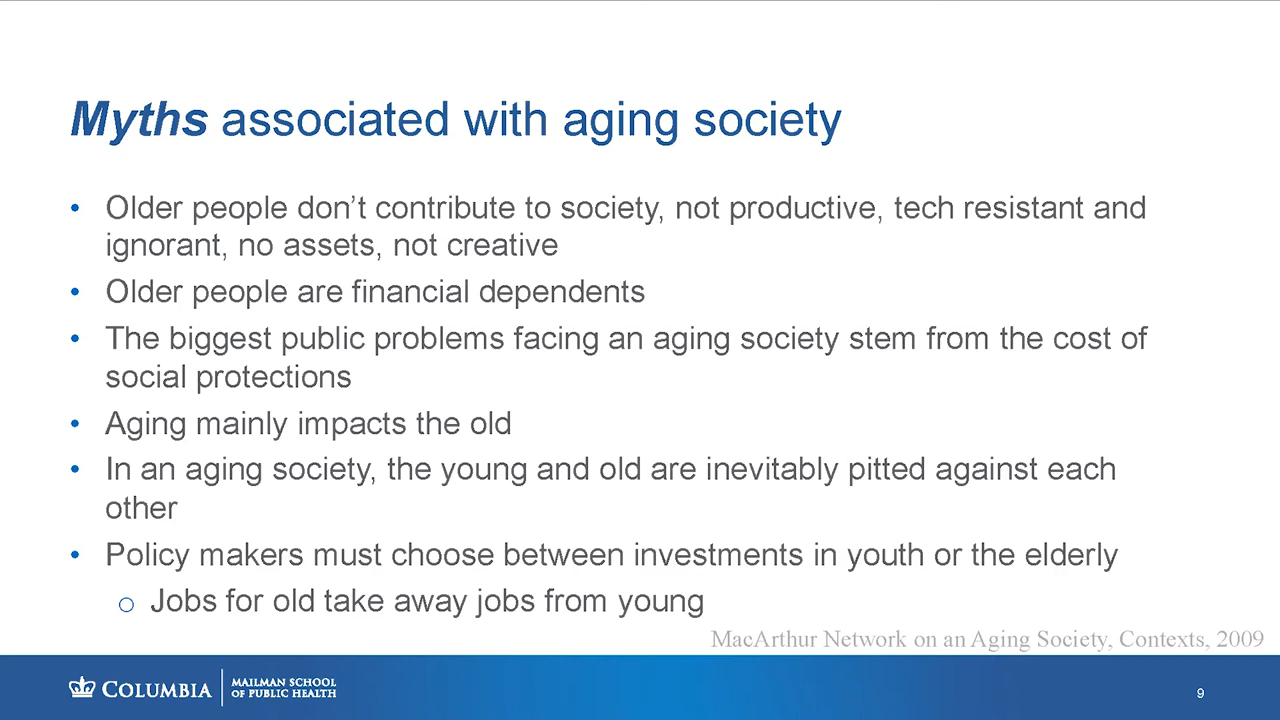 Myths associated with aging society
• Older people don’t contribute to society, not productive, tech resistant and
ignorant, no assets, not creative
• Older people are financial dependents
• The biggest public problems facing an aging society stem from the cost of
social protections
• Aging mainly impacts the old
• In an aging society, the young and old are inevitably pitted against each
other
• Policy makers must choose between investments in youth or the elderly
o Jobs for old take away jobs from young
MacArthur Network on an Aging Society, Contexts, 2009
COLUMBIA
MAILMAN SCHOOL
OF PUBLIC HEALTH
9